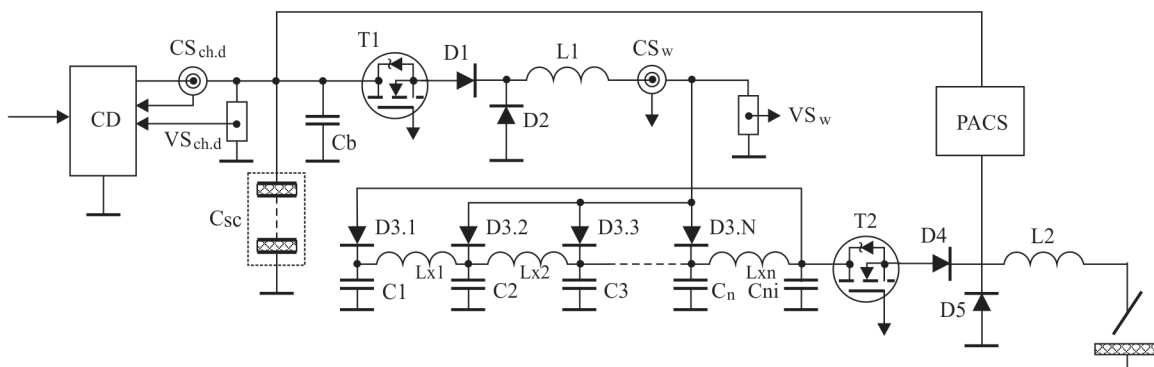 CS ch.d
T1
D1
L1
CS w
CD
VS ch.d
Cb
D2
VS w
PACS
Csc
D3.1
D3.2
D3.3
D3.N
T2
D4
L2
Lx1
Lx2
Lxn
C1
C2
C3
Cn
Cni
D5